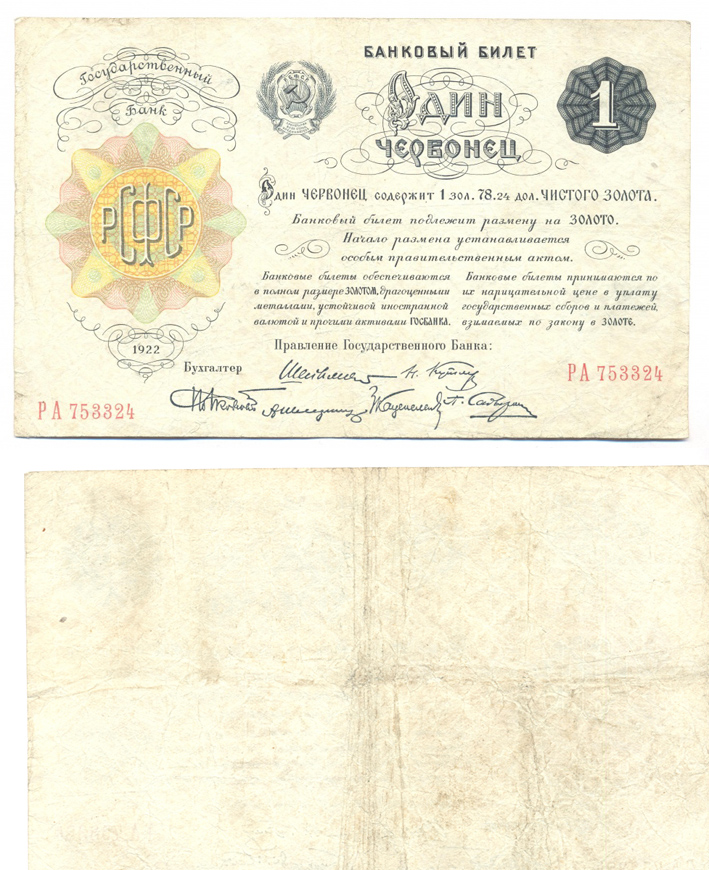 Государственный
Банк
РСФСР
1922
БАНКОВЫЙ БИЛЕТ
Один
ЧЕРВОНЕЦ
1
Один ЧЕРВОНЕЦ содержит 1 зол. 78.24 дол. ЧИСТОГО ЗОЛОТА.
Банковый билет подлежит размену на ЗОЛОТО.
Начало размена устанавливается
особым правительственным актом.
Банковые билеты обеспечиваются
в полном размере ЗОЛОТОМ, драгоценными
металлами, устойчивой иностранной
валютой и прочими активами ГОСБАНКА.
Банковые билеты принимаются по
их нарицательной цене в уплату
государственных сборов и платежей,
взимаемых по закону в ЗОЛОТЕ.
Правление Государственного Банка:
Бухгалтер
РА 753324
РА 753324